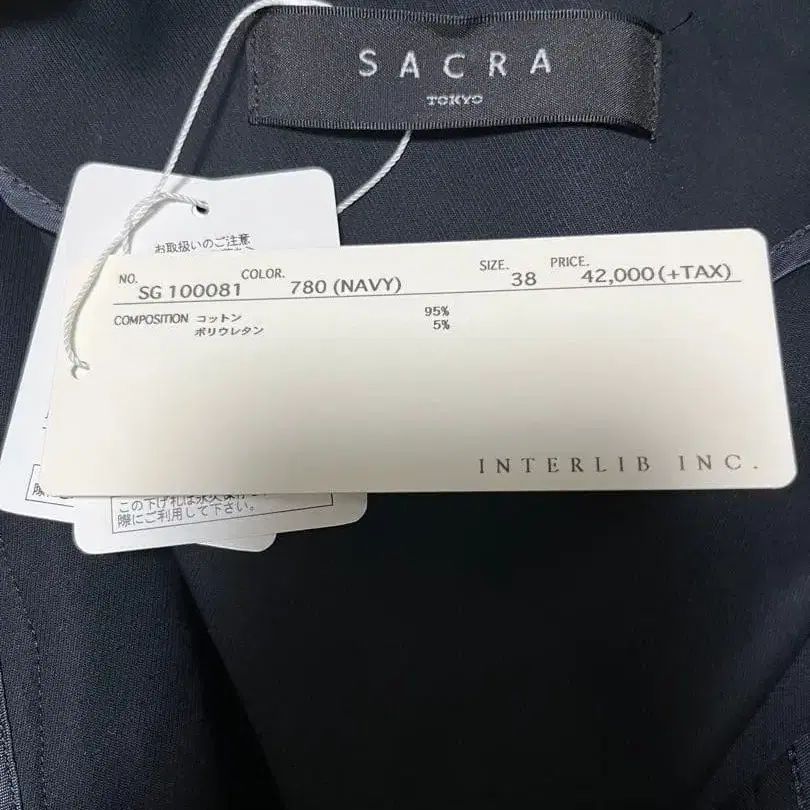 SACRA
TOKYO
お取扱いのご注意
NO. SG 100081 COLOR. 780 (NAVY) SIZE. 38 PRICE. 42,000(+TAX)
COMPOSITION コットン 95%
ポリウレタン 5%
INTERLIB INC.
この下げ札は
際にご利用して下さい。
際に